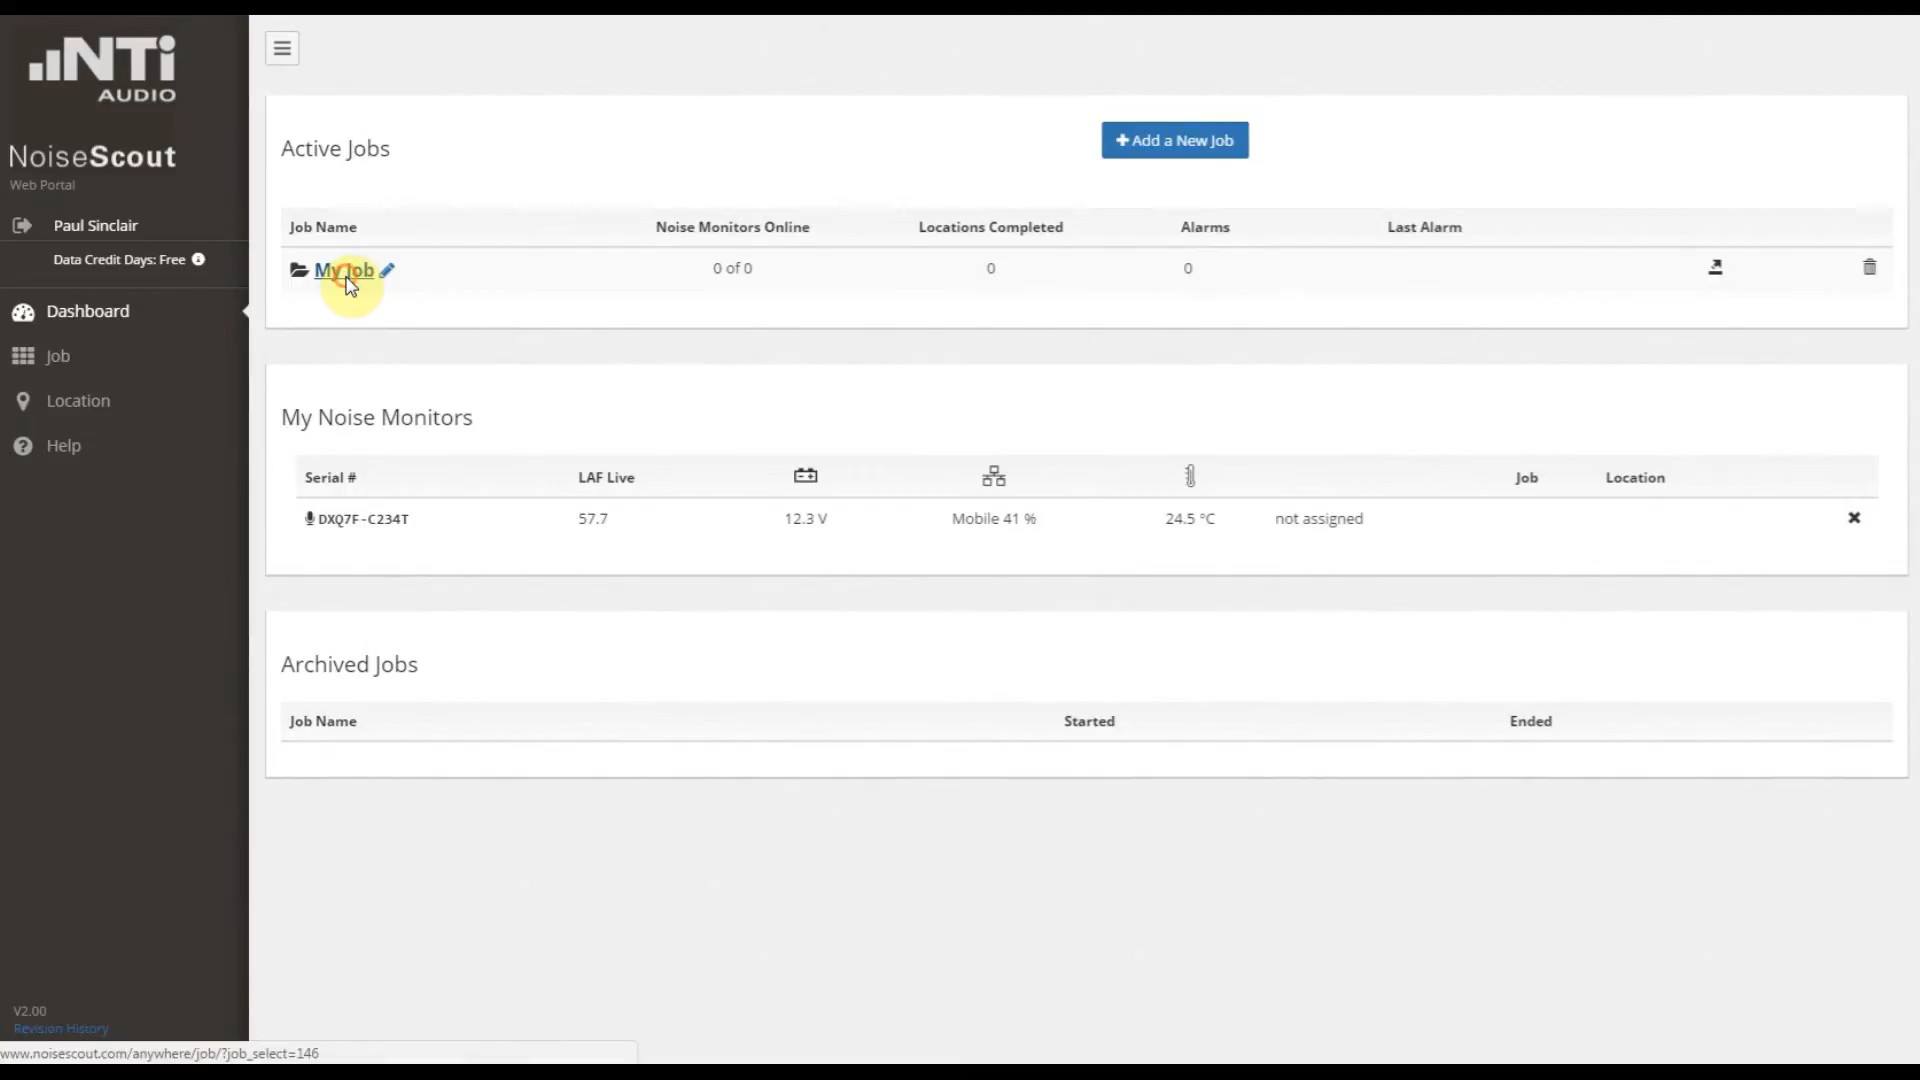 NTi
AUDIO
NoiseScout
Web Portal
Paul Sinclair
Data Credit Days: Free
Dashboard
Job
Location
Help
V2.00
Revision History
www.noisescout.com/anywhere/job/?job_select=146
Active Jobs
Add a New Job
Job Name Noise Monitors Online Locations Completed Alarms Last Alarm
My Job 0 of 0 0 0
My Noise Monitors
Serial # LAF Live Job Location
DXQ7F-C234T 57.7 12.3 V Mobile 41 % 24.5 °C not assigned
Archived Jobs
Job Name Started Ended